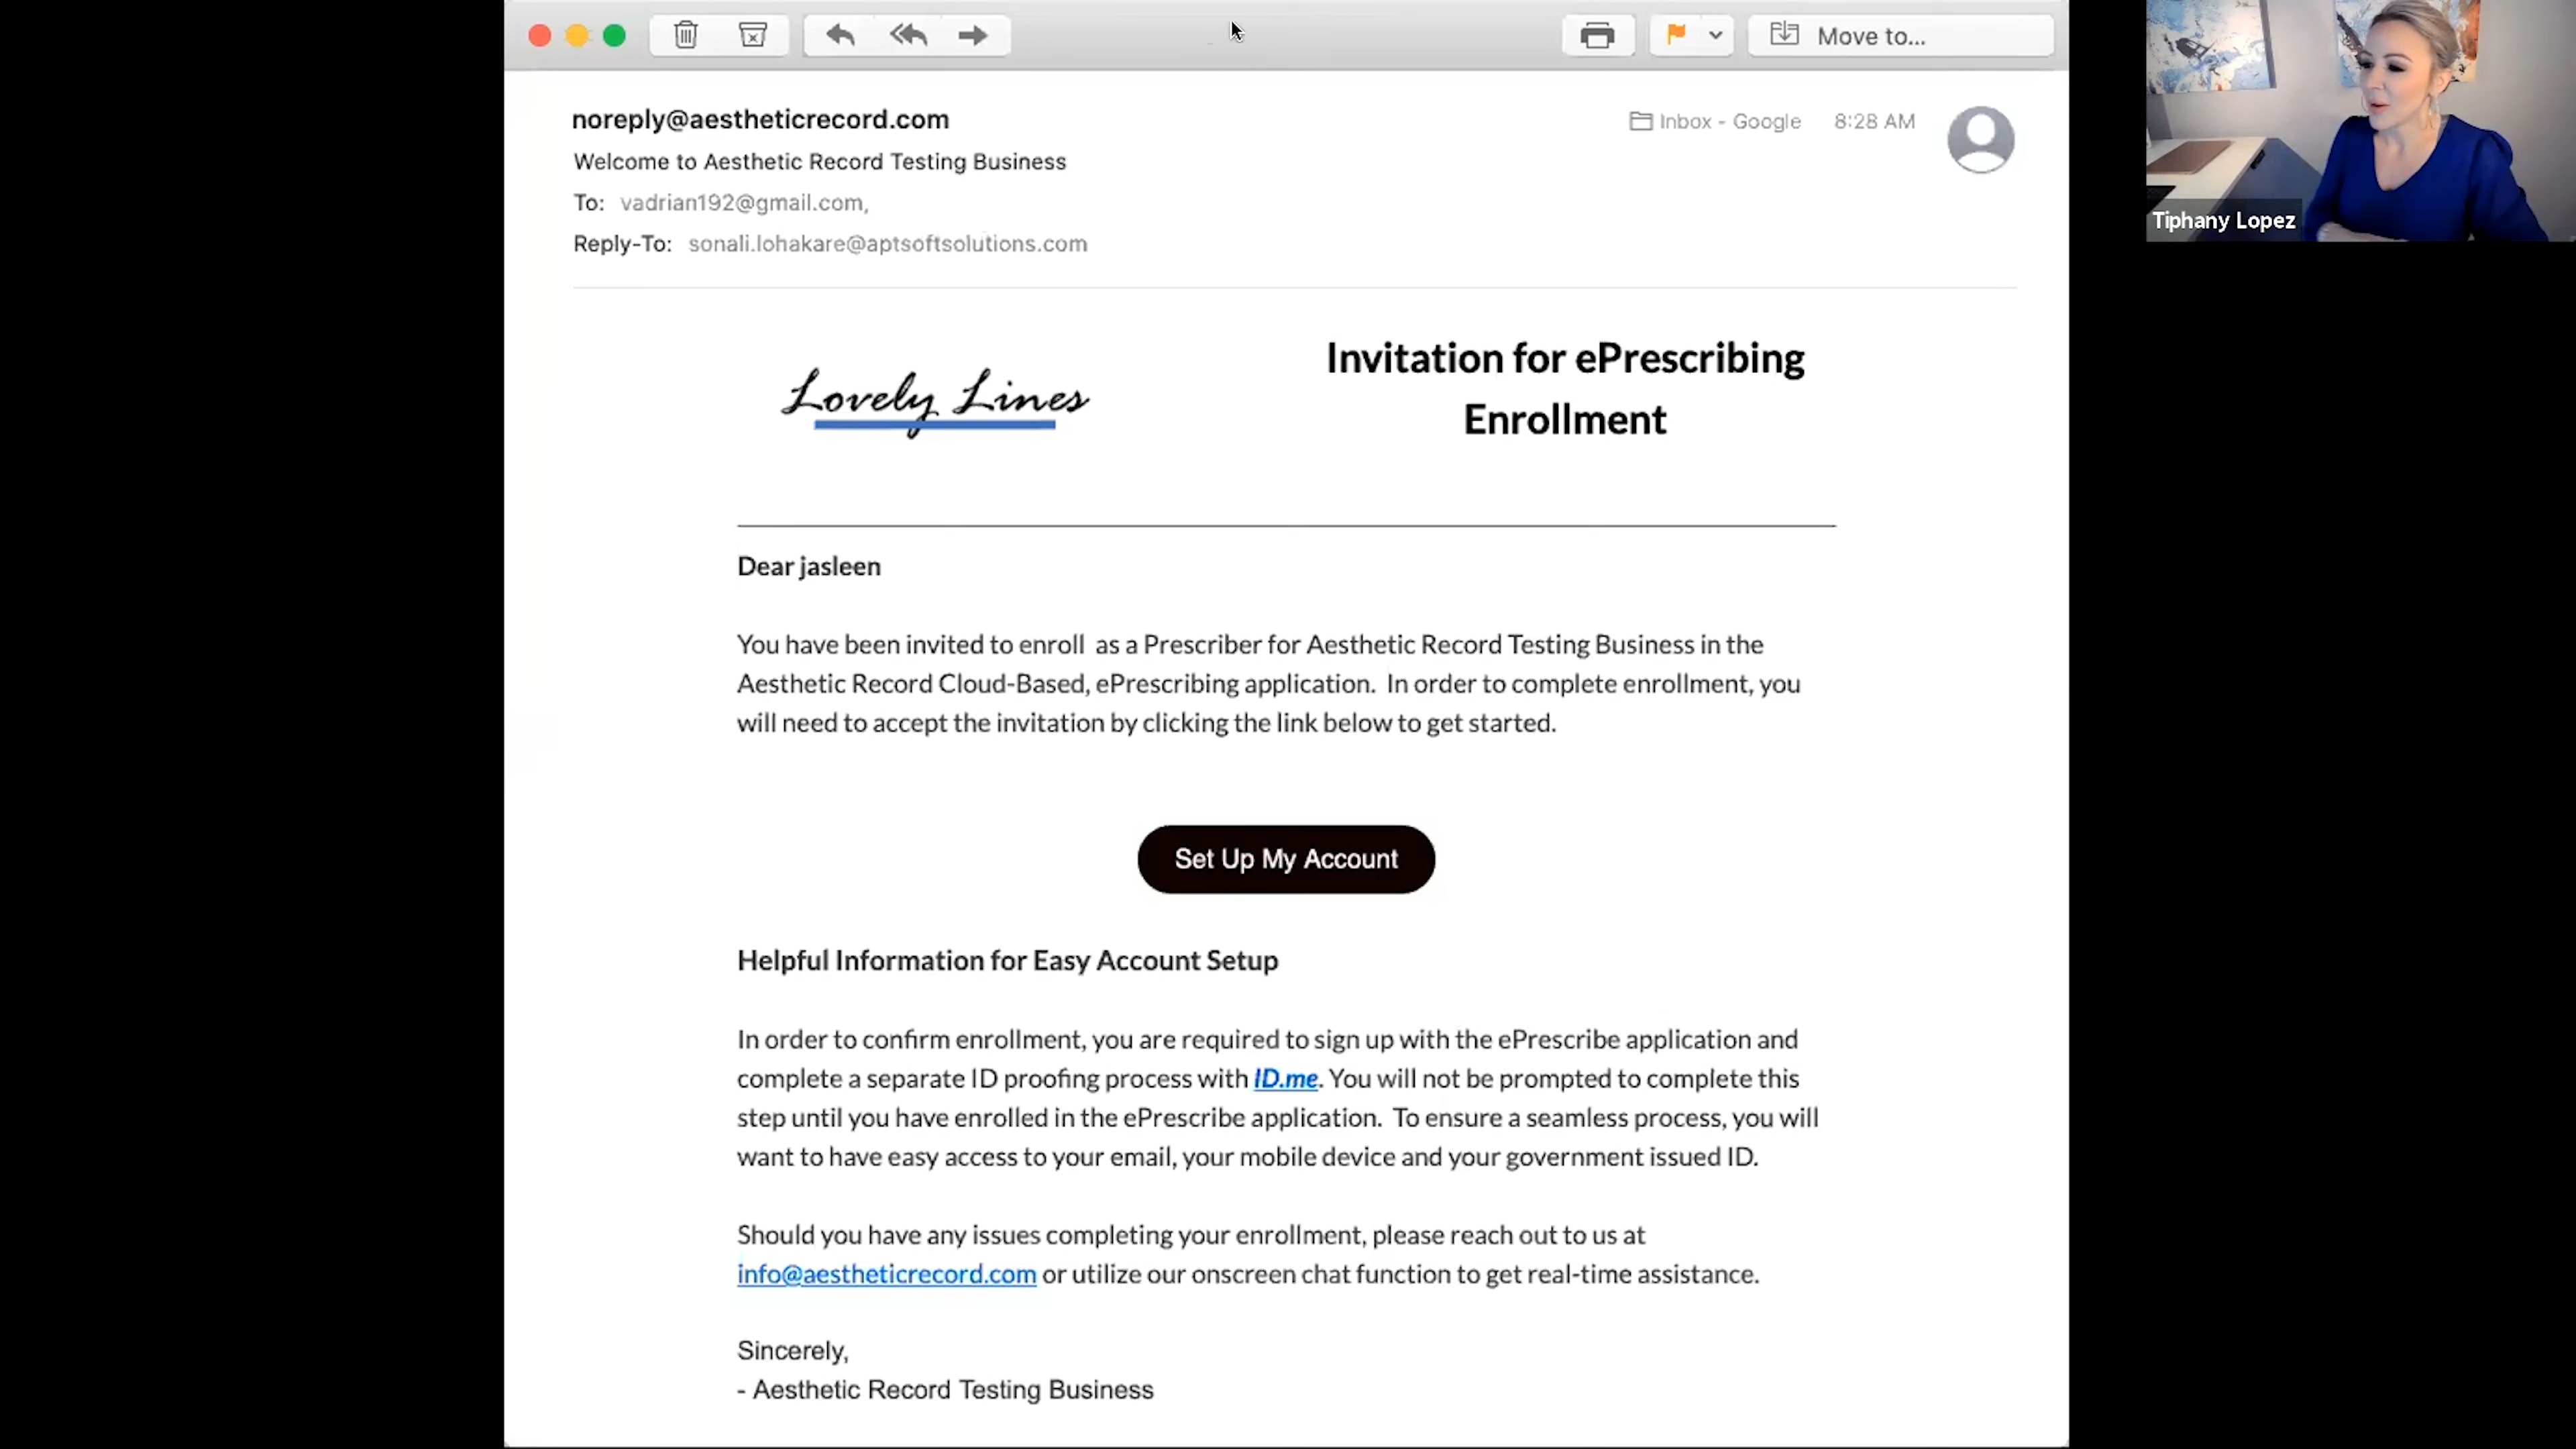 Move to...
noreply@aestheticrecord.com
Inbox - Google 8:28 AM
Welcome to Aesthetic Record Testing Business
To: vadrian192@gmail.com,
Reply-To: sonali.lohakare@aptsoftsolutions.com
Tiphany Lopez
Lovely Lines
Invitation for ePrescribing
Enrollment
Dear jasleen
You have been invited to enroll as a Prescriber for Aesthetic Record Testing Business in the
Aesthetic Record Cloud-Based, ePrescribing application. In order to complete enrollment, you
will need to accept the invitation by clicking the link below to get started.
Set Up My Account
Helpful Information for Easy Account Setup
In order to confirm enrollment, you are required to sign up with the ePrescribe application and
complete a separate ID proofing process with ID.me. You will not be prompted to complete this
step until you have enrolled in the ePrescribe application. To ensure a seamless process, you will
want to have easy access to your email, your mobile device and your government issued ID.
Should you have any issues completing your enrollment, please reach out to us at
info@aestheticrecord.com or utilize our onscreen chat function to get real-time assistance.
Sincerely,
- Aesthetic Record Testing Business